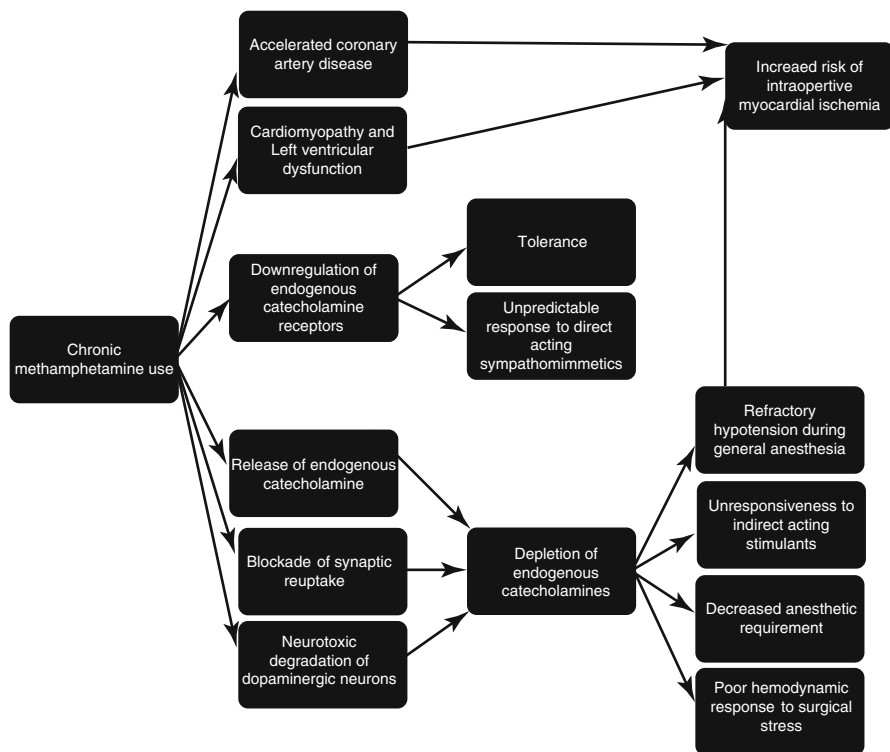 Accelerated coronary
artery disease
Increaed risk of
intraopertive
myocardial ischemia
Cardiomyopathy and
Left ventricular
dysfunction
Tolerance
Downregulation of
endogenous
catecholamine
receptors
Unpredictable
response to direct
acting
sympathomimmetics
Chronic
methamphetamine use
Refractory
hypotension during
general anesthesia
Release of endogenous
catecholamine
Unresponsiveness to
indirect acting
stimulants
Blockade of synaptic
reuptake
Depletion of
endogenous
catecholamines
Decreased anesthetic
requirement
Neurotoxic
degradation of
dopaminergic neurons
Poor hemodynamic
response to surgical
stress